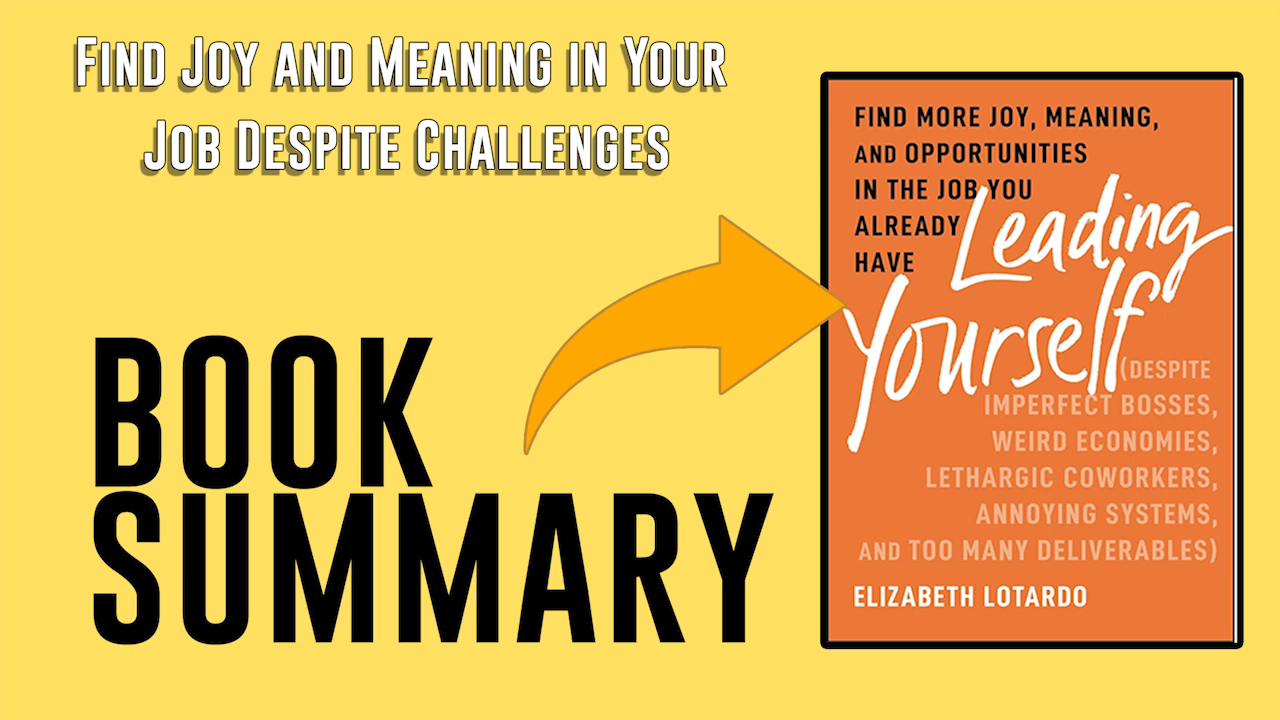 Find Joy and Meaning in Your
Job Despite Challenges
BOOK
SUMMARY
FIND MORE JOY, MEANING,
AND OPPORTUNITIES
IN THE JOB YOU
ALREADY
HAVE
Leading
Yourself
(DESPITE
IMPERFECT BOSSES,
WEIRD ECONOMIES,
LETHARGIC COWORKERS,
ANNOYING SYSTEMS,
AND TOO MANY DELIVERABLES)
ELIZABETH LOTARDO